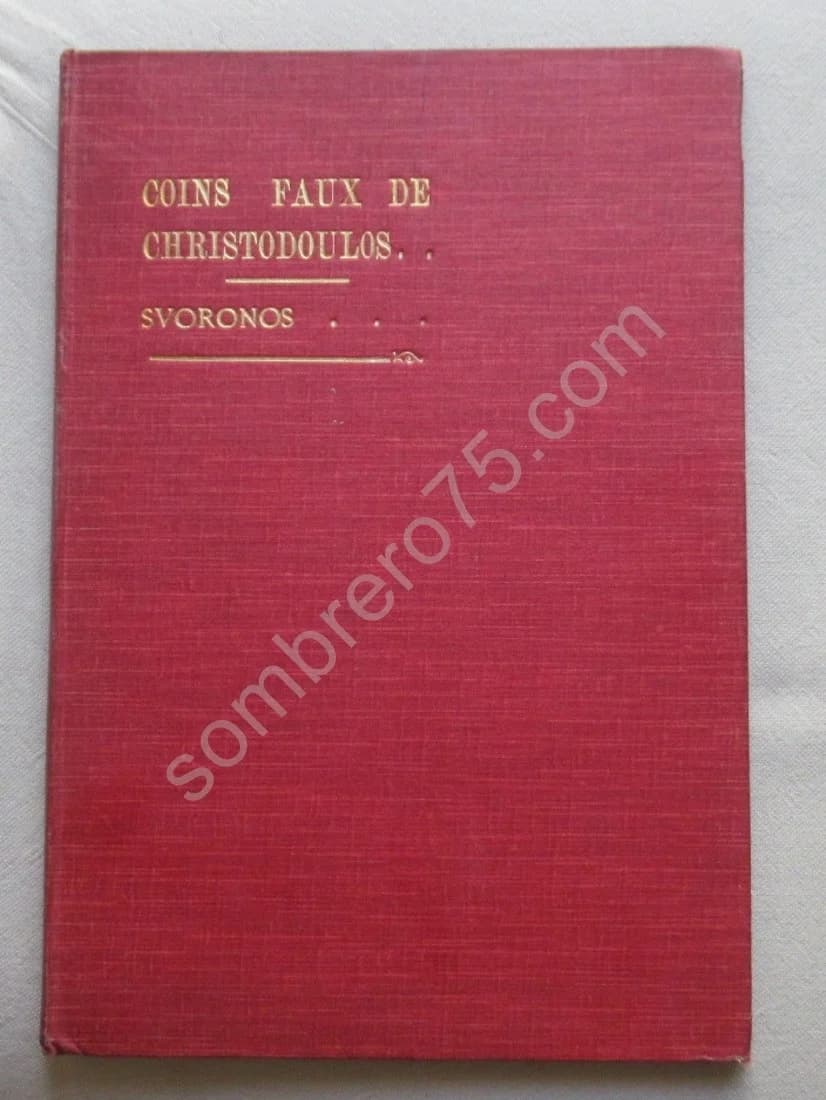 COINS FAUX DE
CHRISTODOULOS. .
SVORONOS . . .
sombrero75.com